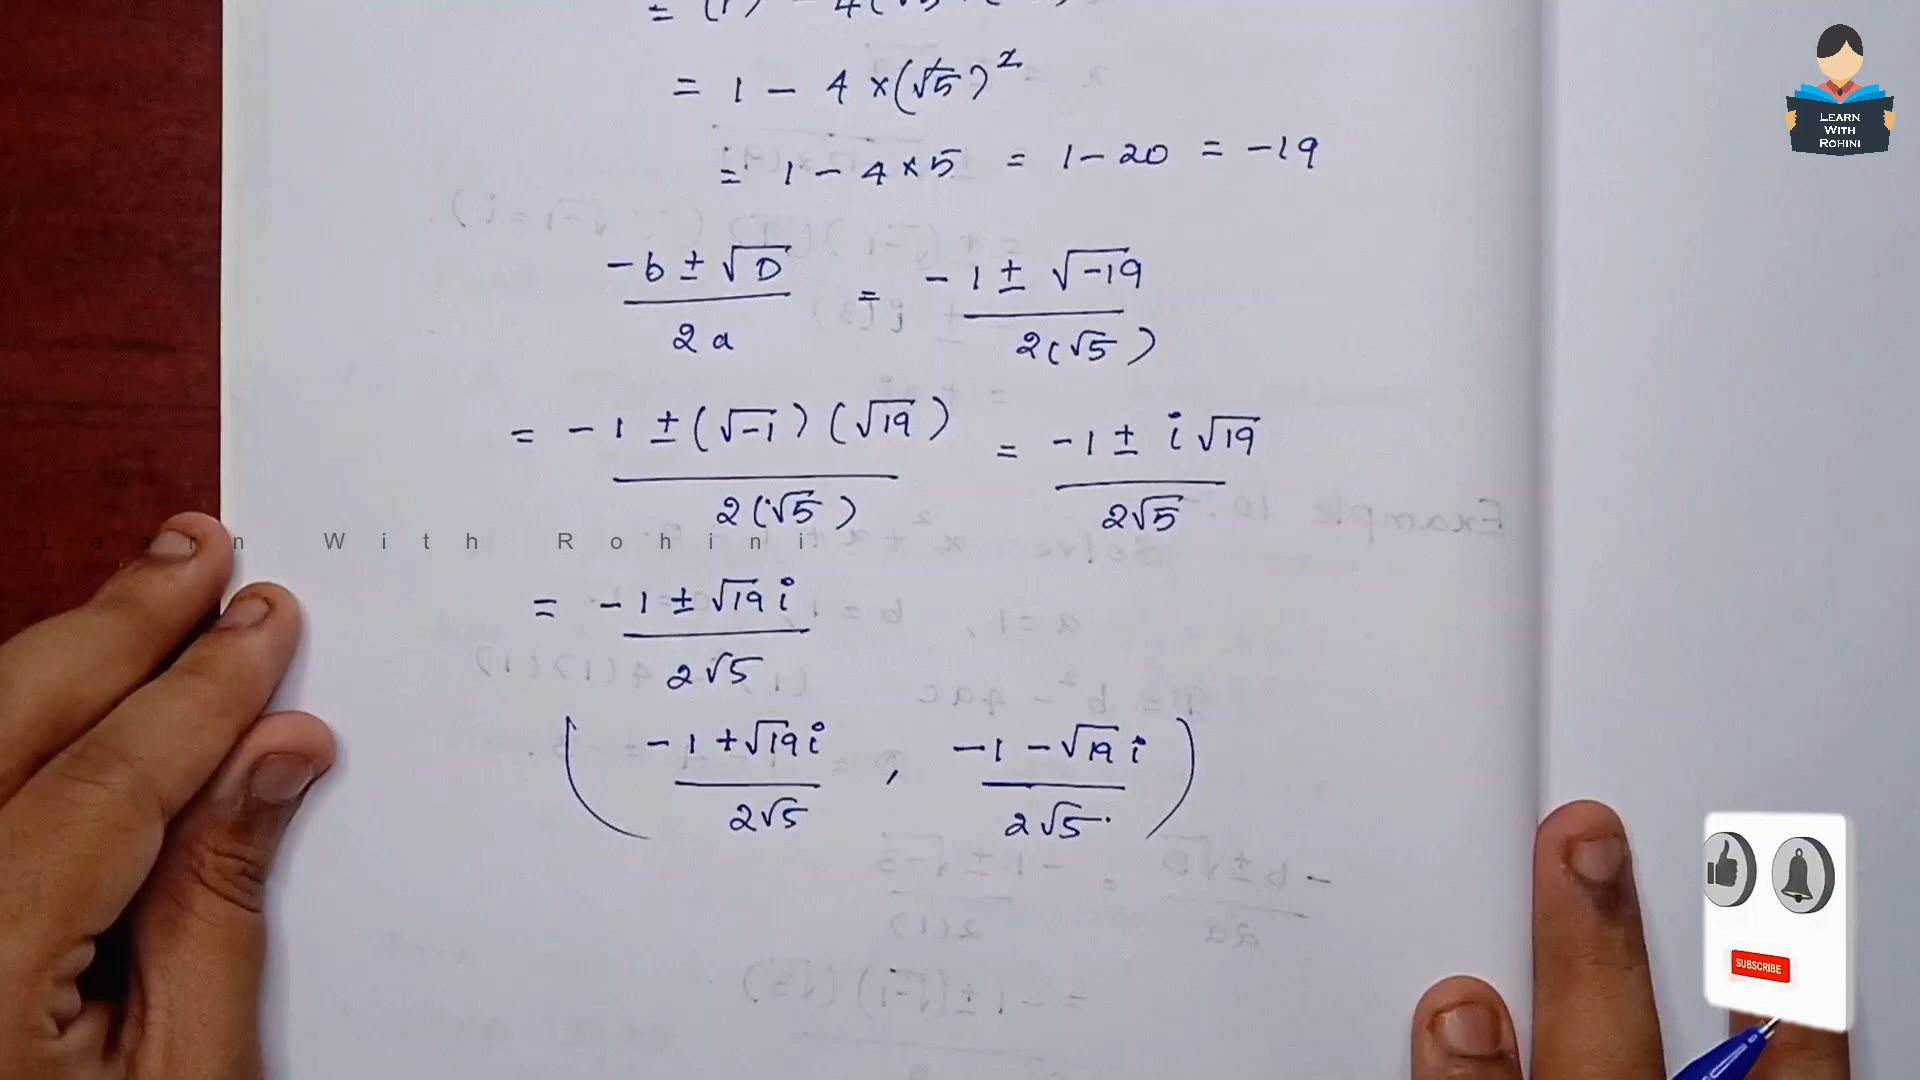 = 1 - 4 × (√5)²
= 1 - 4 × 5 = 1 - 20 = -19
(-b ± √D) / 2a = (-1 ± √-19) / 2(√5)
= (-1 ± (√-1)(√19)) / 2(√5) = (-1 ± i√19) / 2√5
= (-1 ± √19 i) / 2√5
( (-1 + √19 i) / 2√5 , (-1 - √19 i) / 2√5 )
LEARN
WITH
ROHINI
Learn With Rohini
SUBSCRIBE